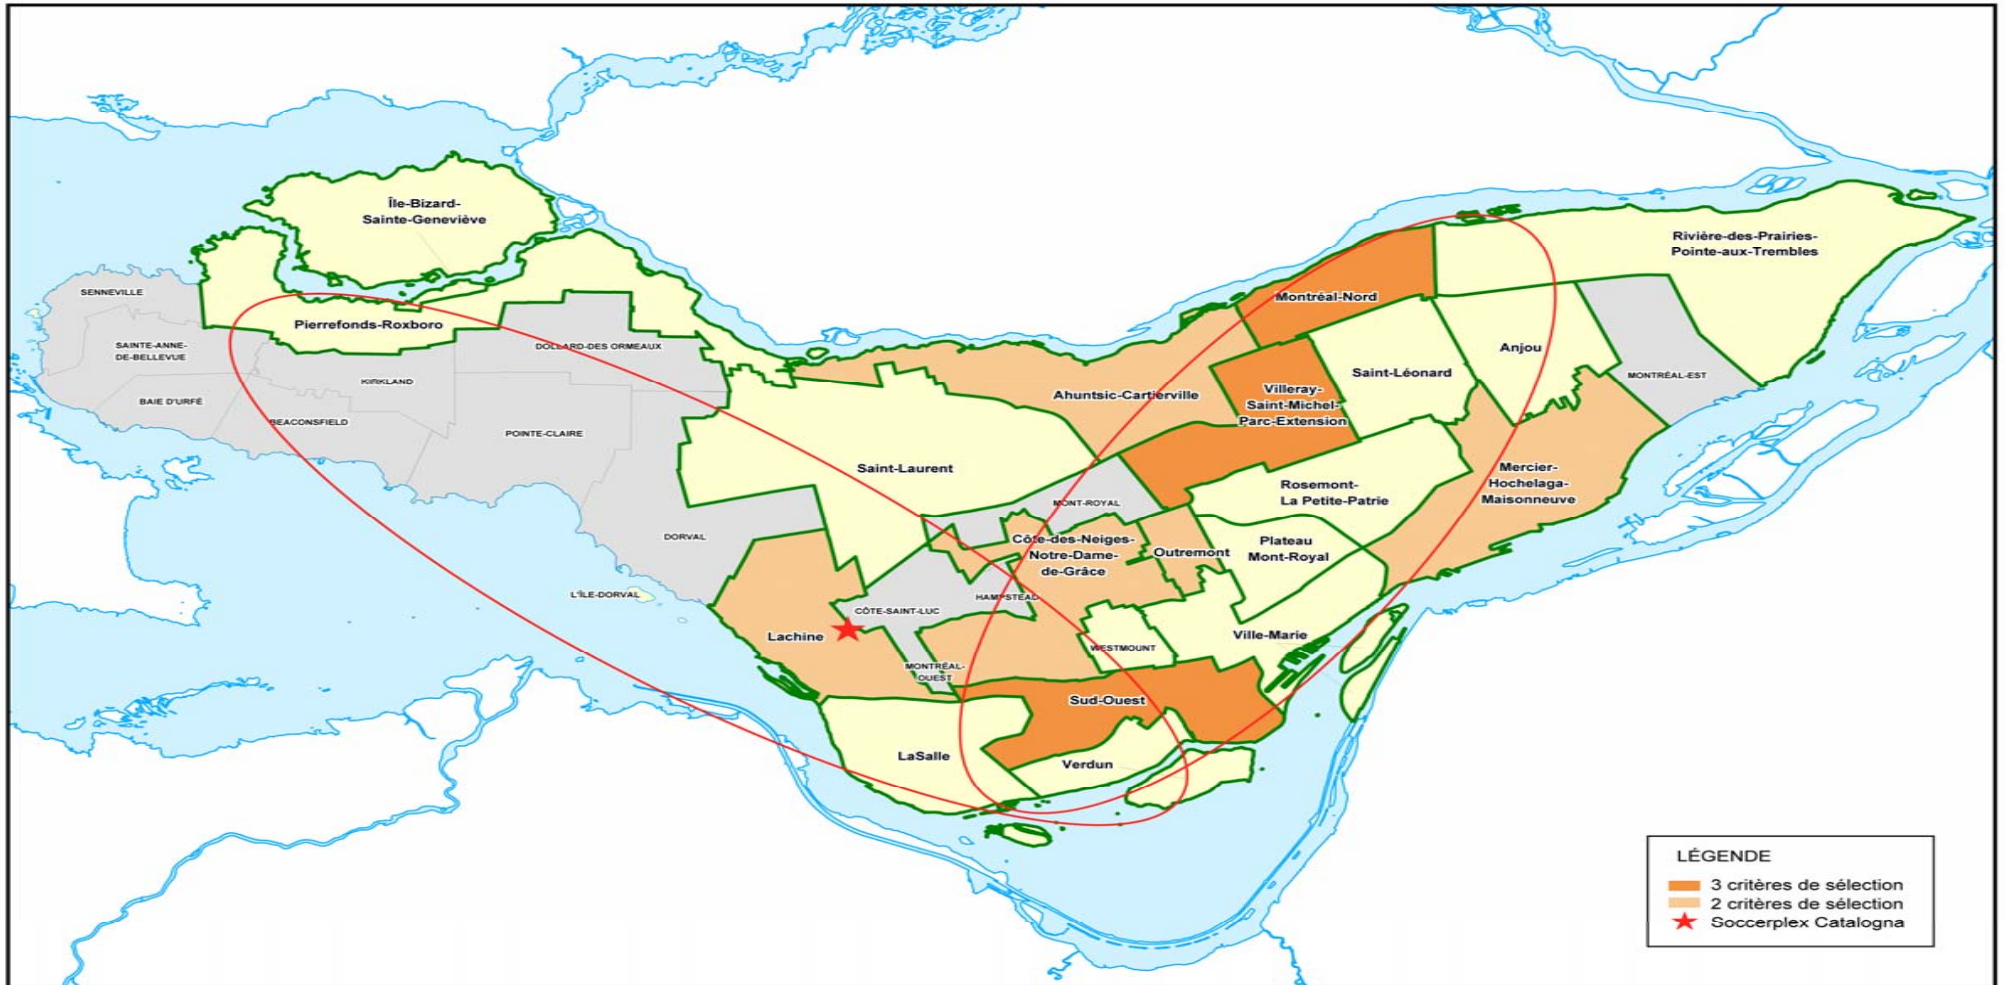 Île-Bizard-
Sainte-Geneviève
Rivière-des-Prairies-
Pointe-aux-Trembles
SENNEVILLE
Montréal-Nord
Pierrefonds-Roxboro
SAINTE-ANNE-
DE-BELLEVUE
DOLLARD-DES ORMEAUX
Anjou
Saint-Léonard
MONTRÉAL-EST
KIRKLAND
BAIE D'URFÉ
Ahuntsic-Cartierville
Villeray-
Saint-Michel-
Parc-Extension
BEACONSFIELD
POINTE-CLAIRE
Saint-Laurent
Mercier-
Hochelaga-
Maisonneuve
Rosemont-
La Petite-Patrie
MONT-ROYAL
DORVAL
Côte-des-Neiges-
Notre-Dame-
de-Grâce
Outremont
Plateau
Mont-Royal
L'ÎLE-DORVAL
HAMPSTEAD
CÔTE-SAINT-LUC
Lachine
Ville-Marie
WESTMOUNT
MONTRÉAL-
OUEST
Sud-Ouest
LaSalle
Verdun
LÉGENDE
3 critères de sélection
2 critères de sélection
Soccerplex Catalogna